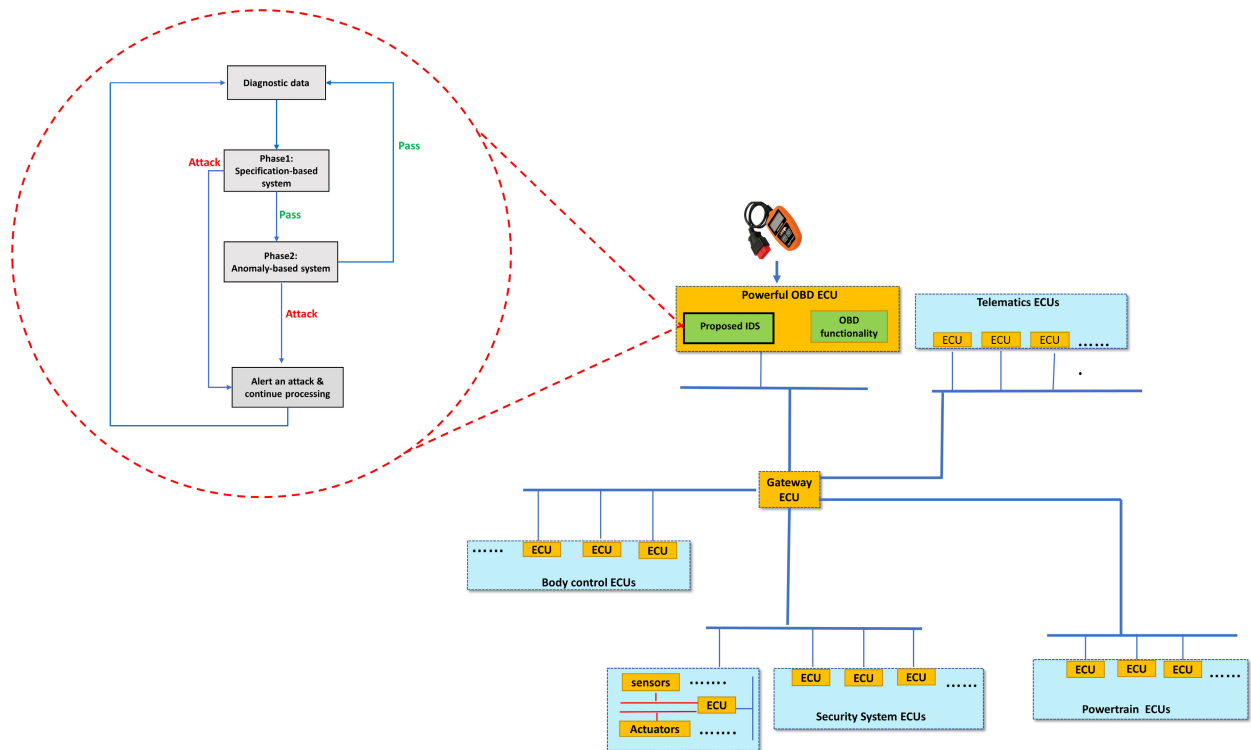 Diagnostic data
Attack
Pass
Phase1:
Specification-based
system
Pass
Phase2:
Anomaly-based system
Attack
Alert an attack &
continue processing
Powerful OBD ECU
Proposed IDS
OBD
functionality
Telematics ECUs
ECU
ECU
ECU
......
.
Gateway
ECU
......
ECU
ECU
ECU
Body control ECUs
sensors
.......
ECU
Actuators
.......
ECU
ECU
ECU
......
Security System ECUs
ECU
ECU
ECU
......
Powertrain ECUs